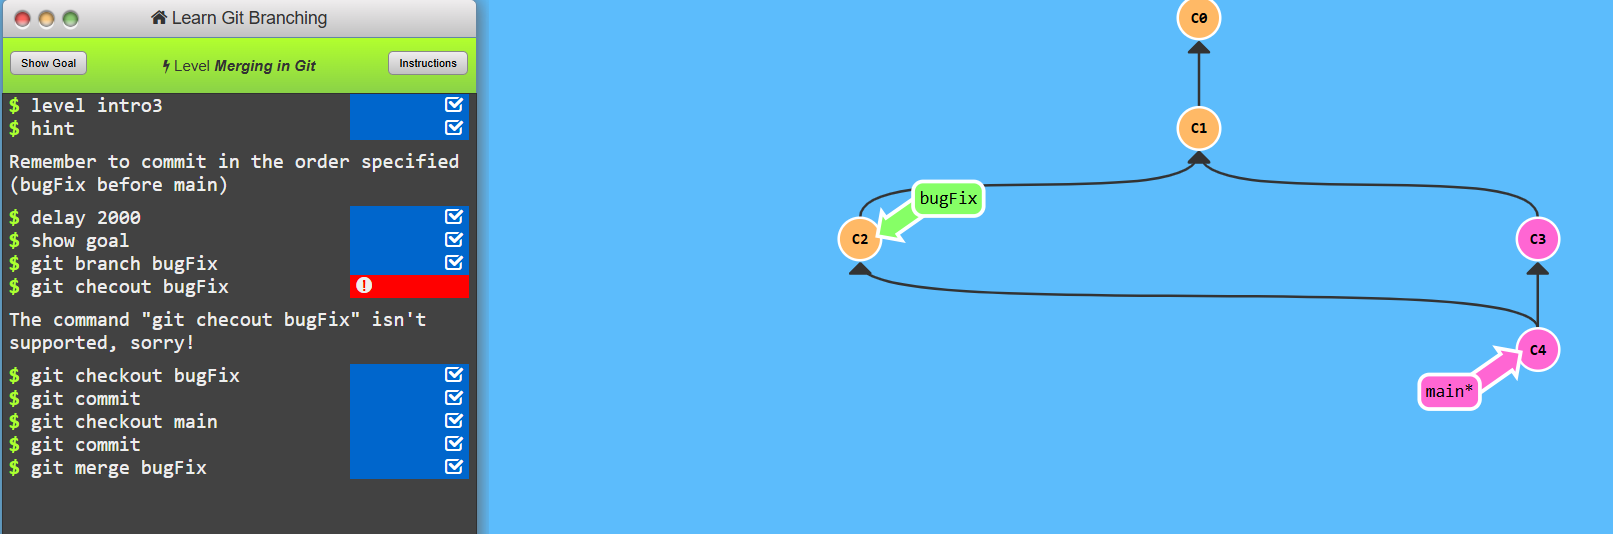 Learn Git Branching
Show Goal
Level Merging in Git
Instructions
$ level intro3
$ hint
Remember to commit in the order specified
(bugFix before main)
$ delay 2000
$ show goal
$ git branch bugFix
$ git checout bugFix
The command "git checout bugFix" isn't
supported, sorry!
$ git checkout bugFix
$ git commit
$ git checkout main
$ git commit
$ git merge bugFix
C0
C1
bugFix
C2
C3
C4
main*